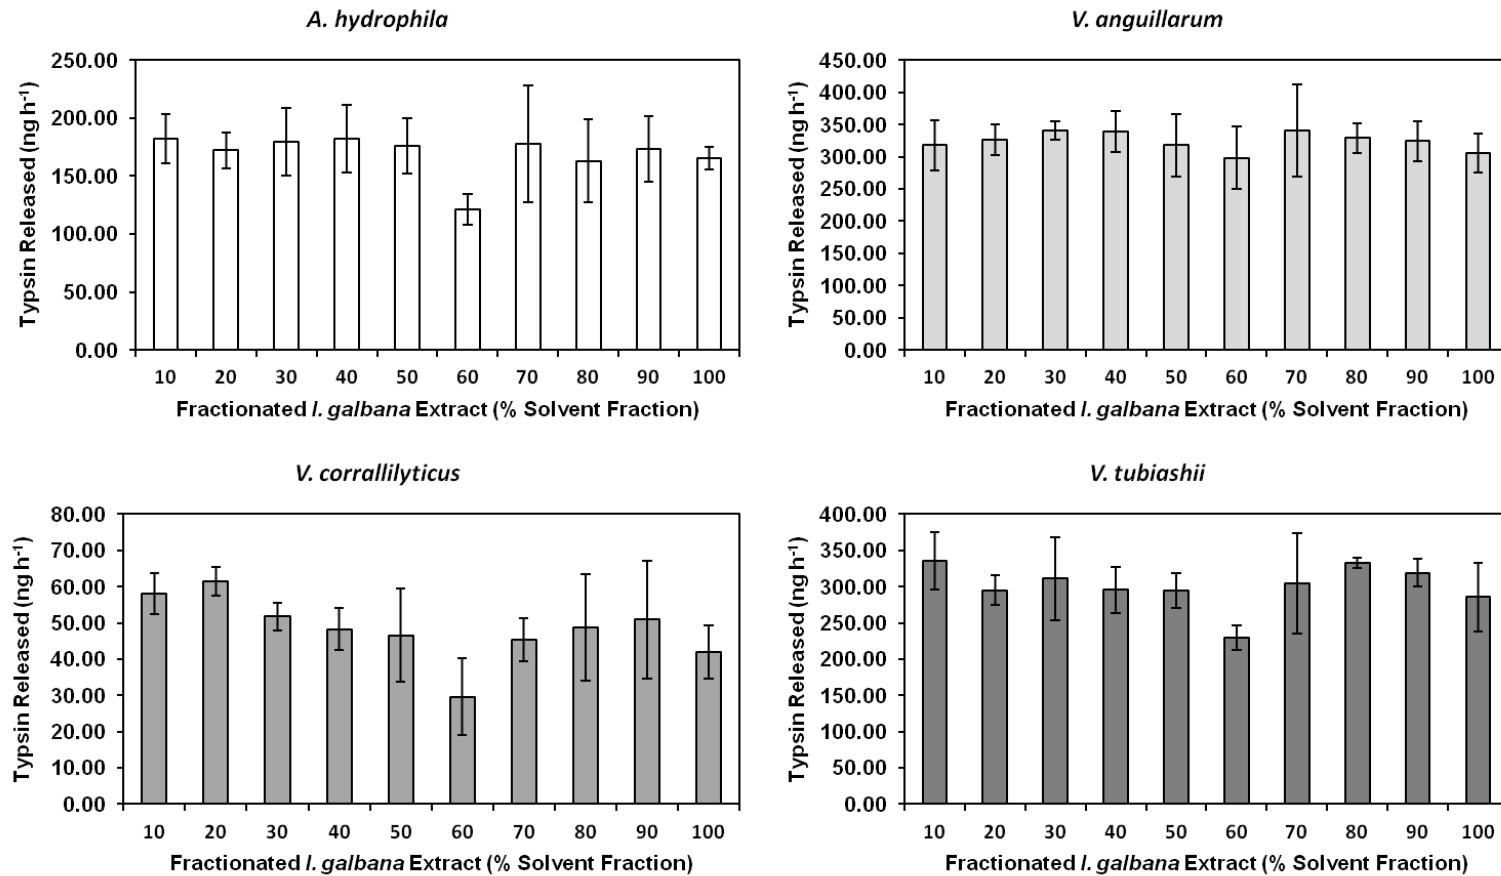 A. hydrophila
Typsin Released (ng h-1)
250.00
200.00
150.00
100.00
50.00
0.00
10 20 30 40 50 60 70 80 90 100
Fractionated I. galbana Extract (% Solvent Fraction)
V. anguillarum
Typsin Released (ng h-1)
450.00
400.00
350.00
300.00
250.00
200.00
150.00
100.00
50.00
0.00
10 20 30 40 50 60 70 80 90 100
Fractionated I. galbana Extract (% Solvent Fraction)
V. corrallilyticus
Typsin Released (ng h-1)
80.00
70.00
60.00
50.00
40.00
30.00
20.00
10.00
0.00
10 20 30 40 50 60 70 80 90 100
Fractionated I. galbana Extract (% Solvent Fraction)
V. tubiashii
Typsin Released (ng h-1)
400.00
350.00
300.00
250.00
200.00
150.00
100.00
50.00
0.00
10 20 30 40 50 60 70 80 90 100
Fractionated I. galbana Extract (% Solvent Fraction)